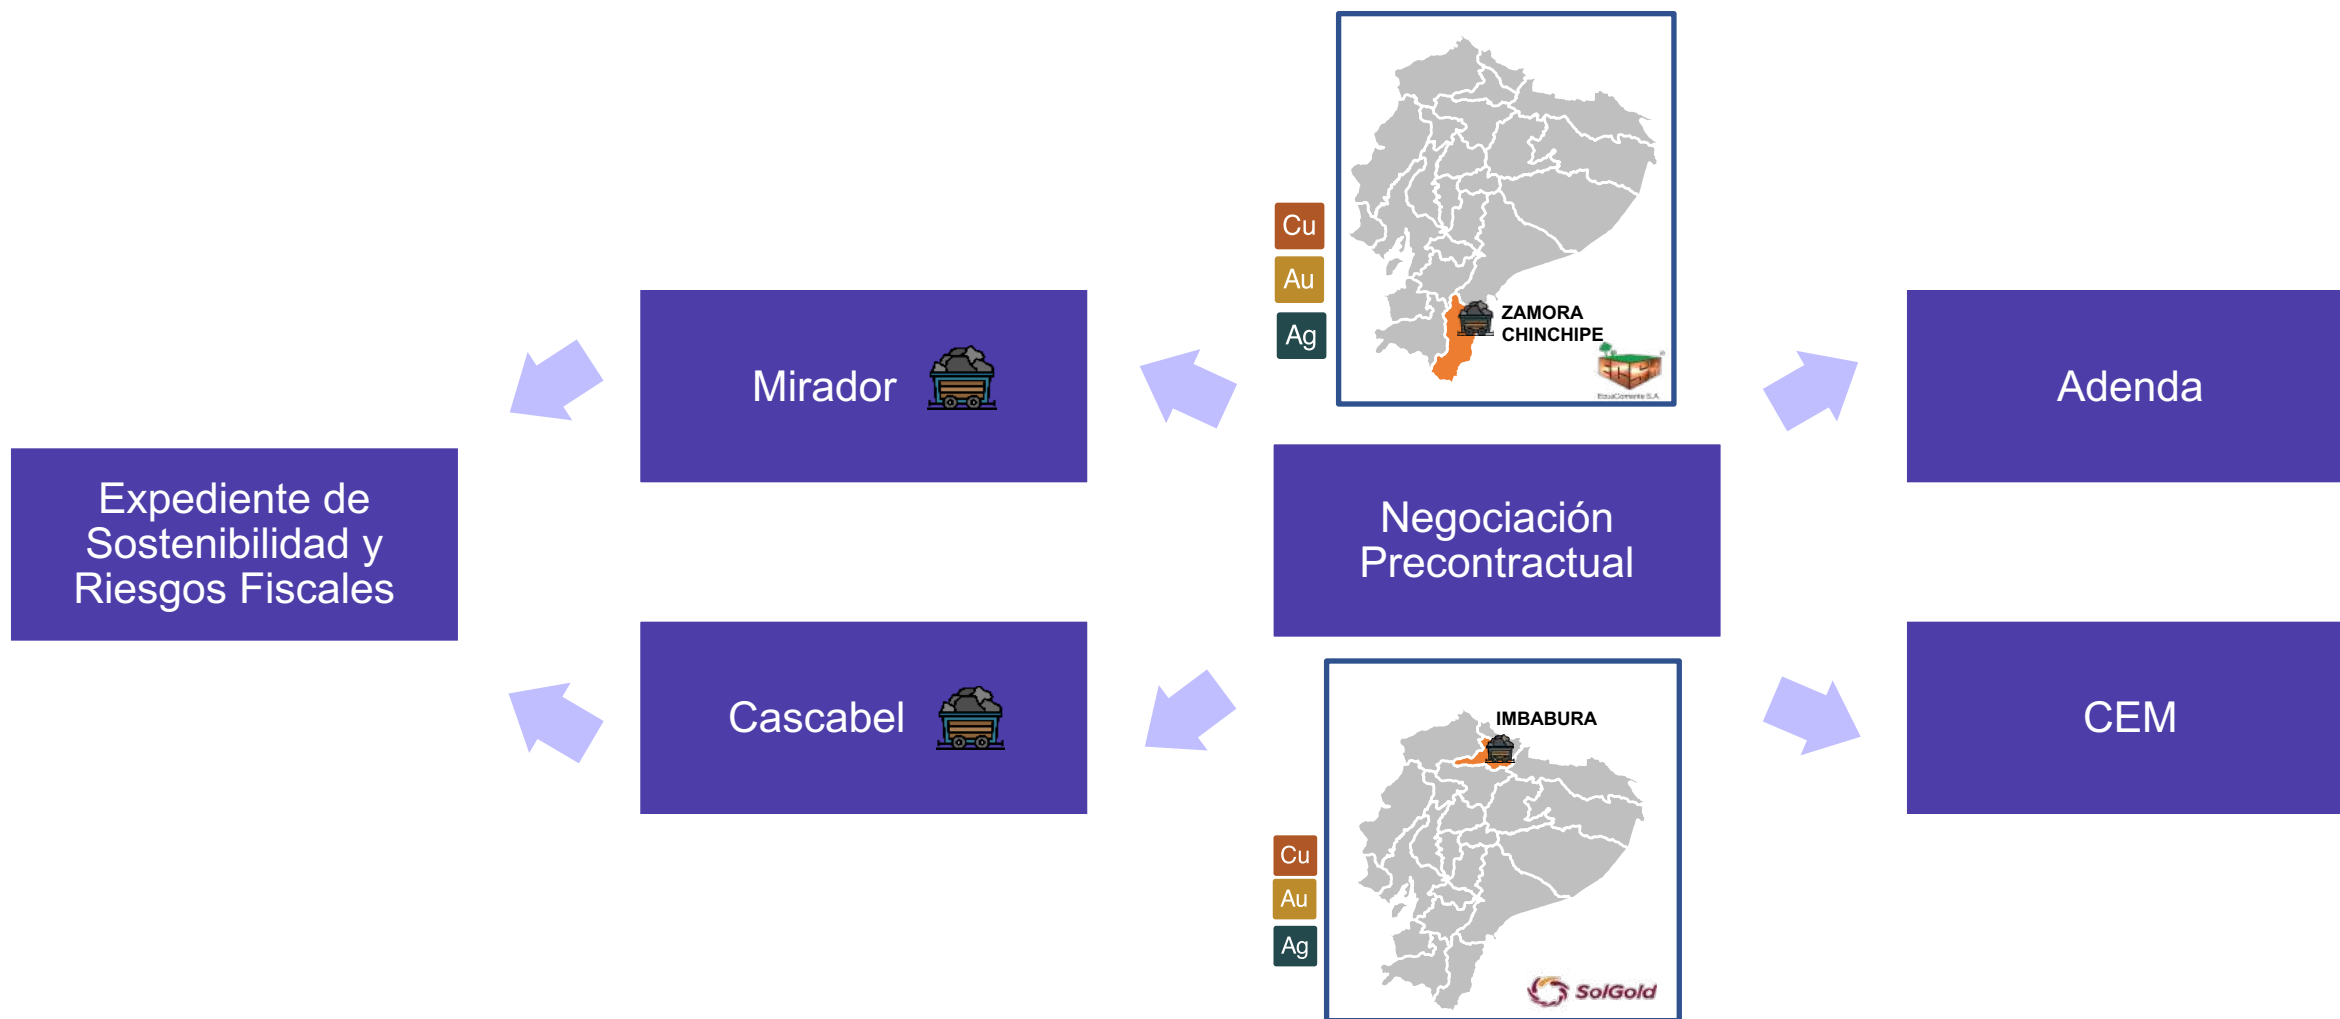 Expediente de
Sostenibilidad y
Riesgos Fiscales
Mirador
Cascabel
Cu
Au
Ag
ZAMORA
CHINCHIPE
EcuaCorriente S.A.
Negociación
Precontractual
IMBABURA
Cu
Au
Ag
SolGold
Adenda
CEM